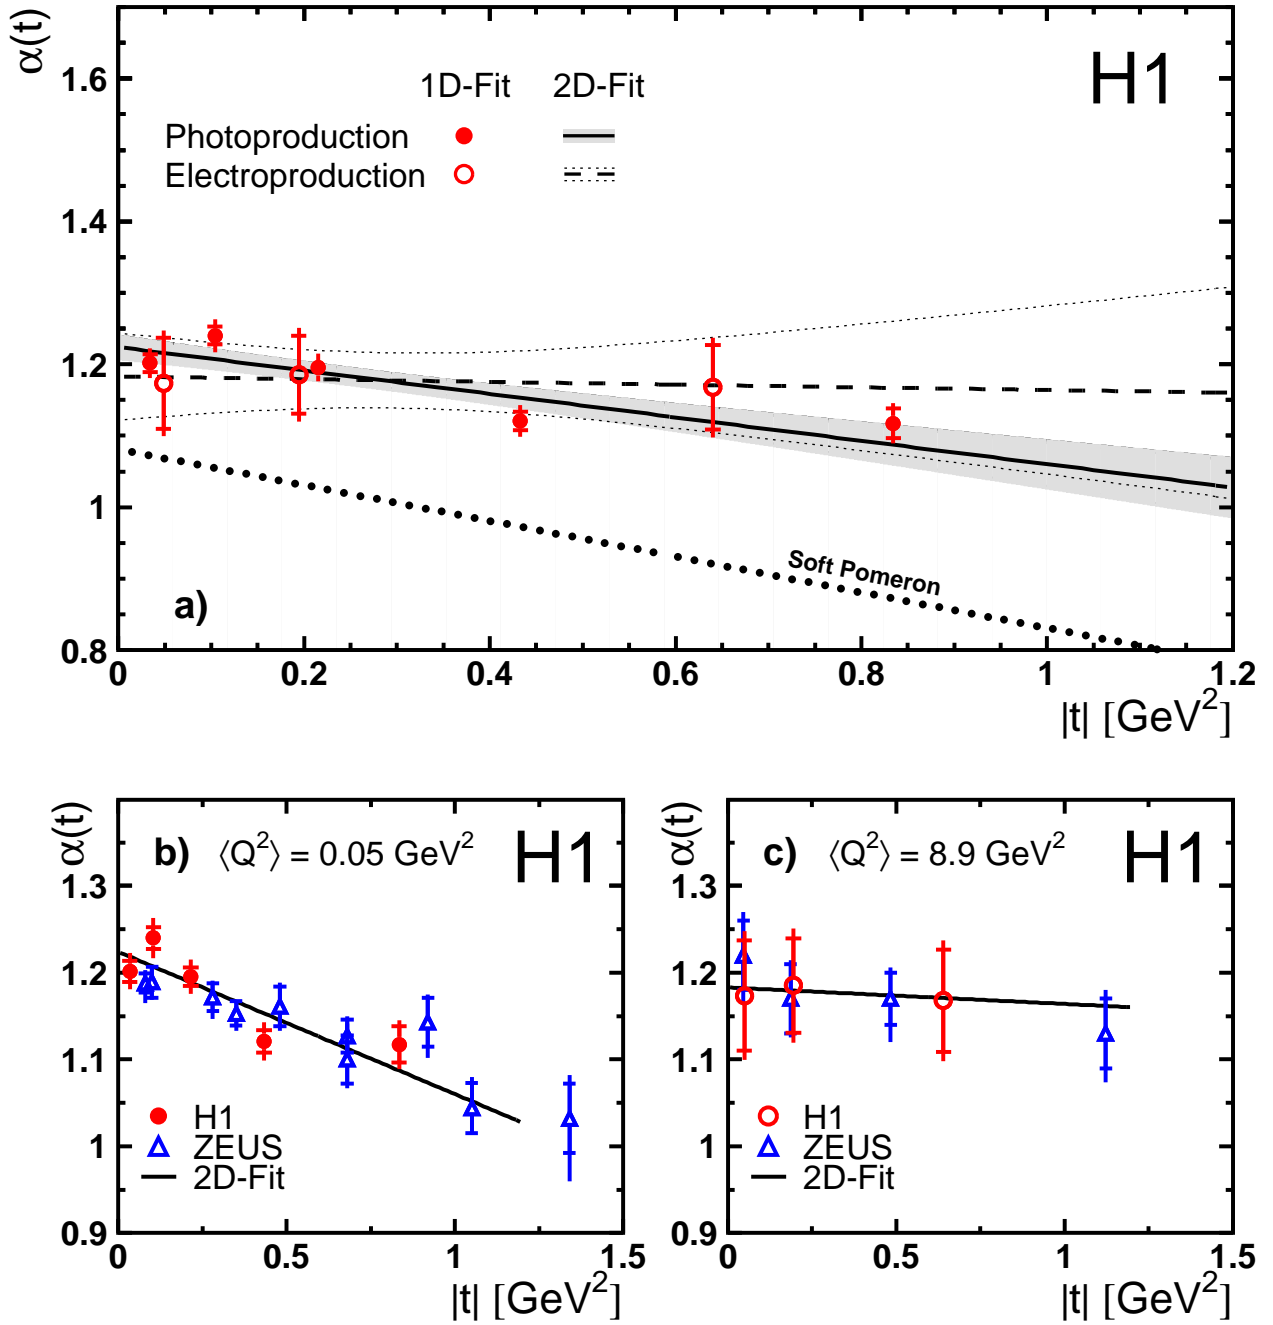 α(t)
H1
1D-Fit 2D-Fit
Photoproduction
Electroproduction
1.6
1.4
1.2
1
0.8
Soft Pomeron
a)
0 0.2 0.4 0.6 0.8 1 1.2
|t| [GeV²]
α(t)
b) ⟨Q²⟩ = 0.05 GeV² H1
1.3
1.2
1.1
1
0.9
H1
ZEUS
2D-Fit
0 0.5 1 1.5
|t| [GeV²]
α(t)
c) ⟨Q²⟩ = 8.9 GeV² H1
1.3
1.2
1.1
1
0.9
H1
ZEUS
2D-Fit
0 0.5 1 1.5
|t| [GeV²]